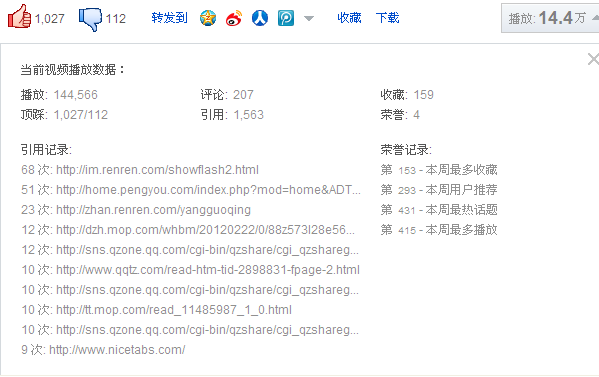 1,027 112 转发到 收藏 下载 播放: 14.4万
当前视频播放数据：
播放: 144,566 评论: 207 收藏: 159
顶踩: 1,027/112 引用: 1,563 荣誉: 4
引用记录: 荣誉记录:
68 次: http://im.renren.com/showflash2.html 第 153 - 本周最多收藏
51 次: http://home.pengyou.com/index.php?mod=home&ADT... 第 293 - 本周用户推荐
23 次: http://zhan.renren.com/yangguoqing 第 431 - 本周最热话题
12 次: http://dzh.mop.com/whbm/20120222/0/88z573I28e56... 第 415 - 本周最多播放
12 次: http://sns.qzone.qq.com/cgi-bin/qzshare/cgi_qzshareg...
10 次: http://www.qqtz.com/read-htm-tid-2898831-fpage-2.html
10 次: http://sns.qzone.qq.com/cgi-bin/qzshare/cgi_qzshareg...
10 次: http://tt.mop.com/read_11485987_1_0.html
10 次: http://sns.qzone.qq.com/cgi-bin/qzshare/cgi_qzshareg...
9 次: http://www.nicetabs.com/